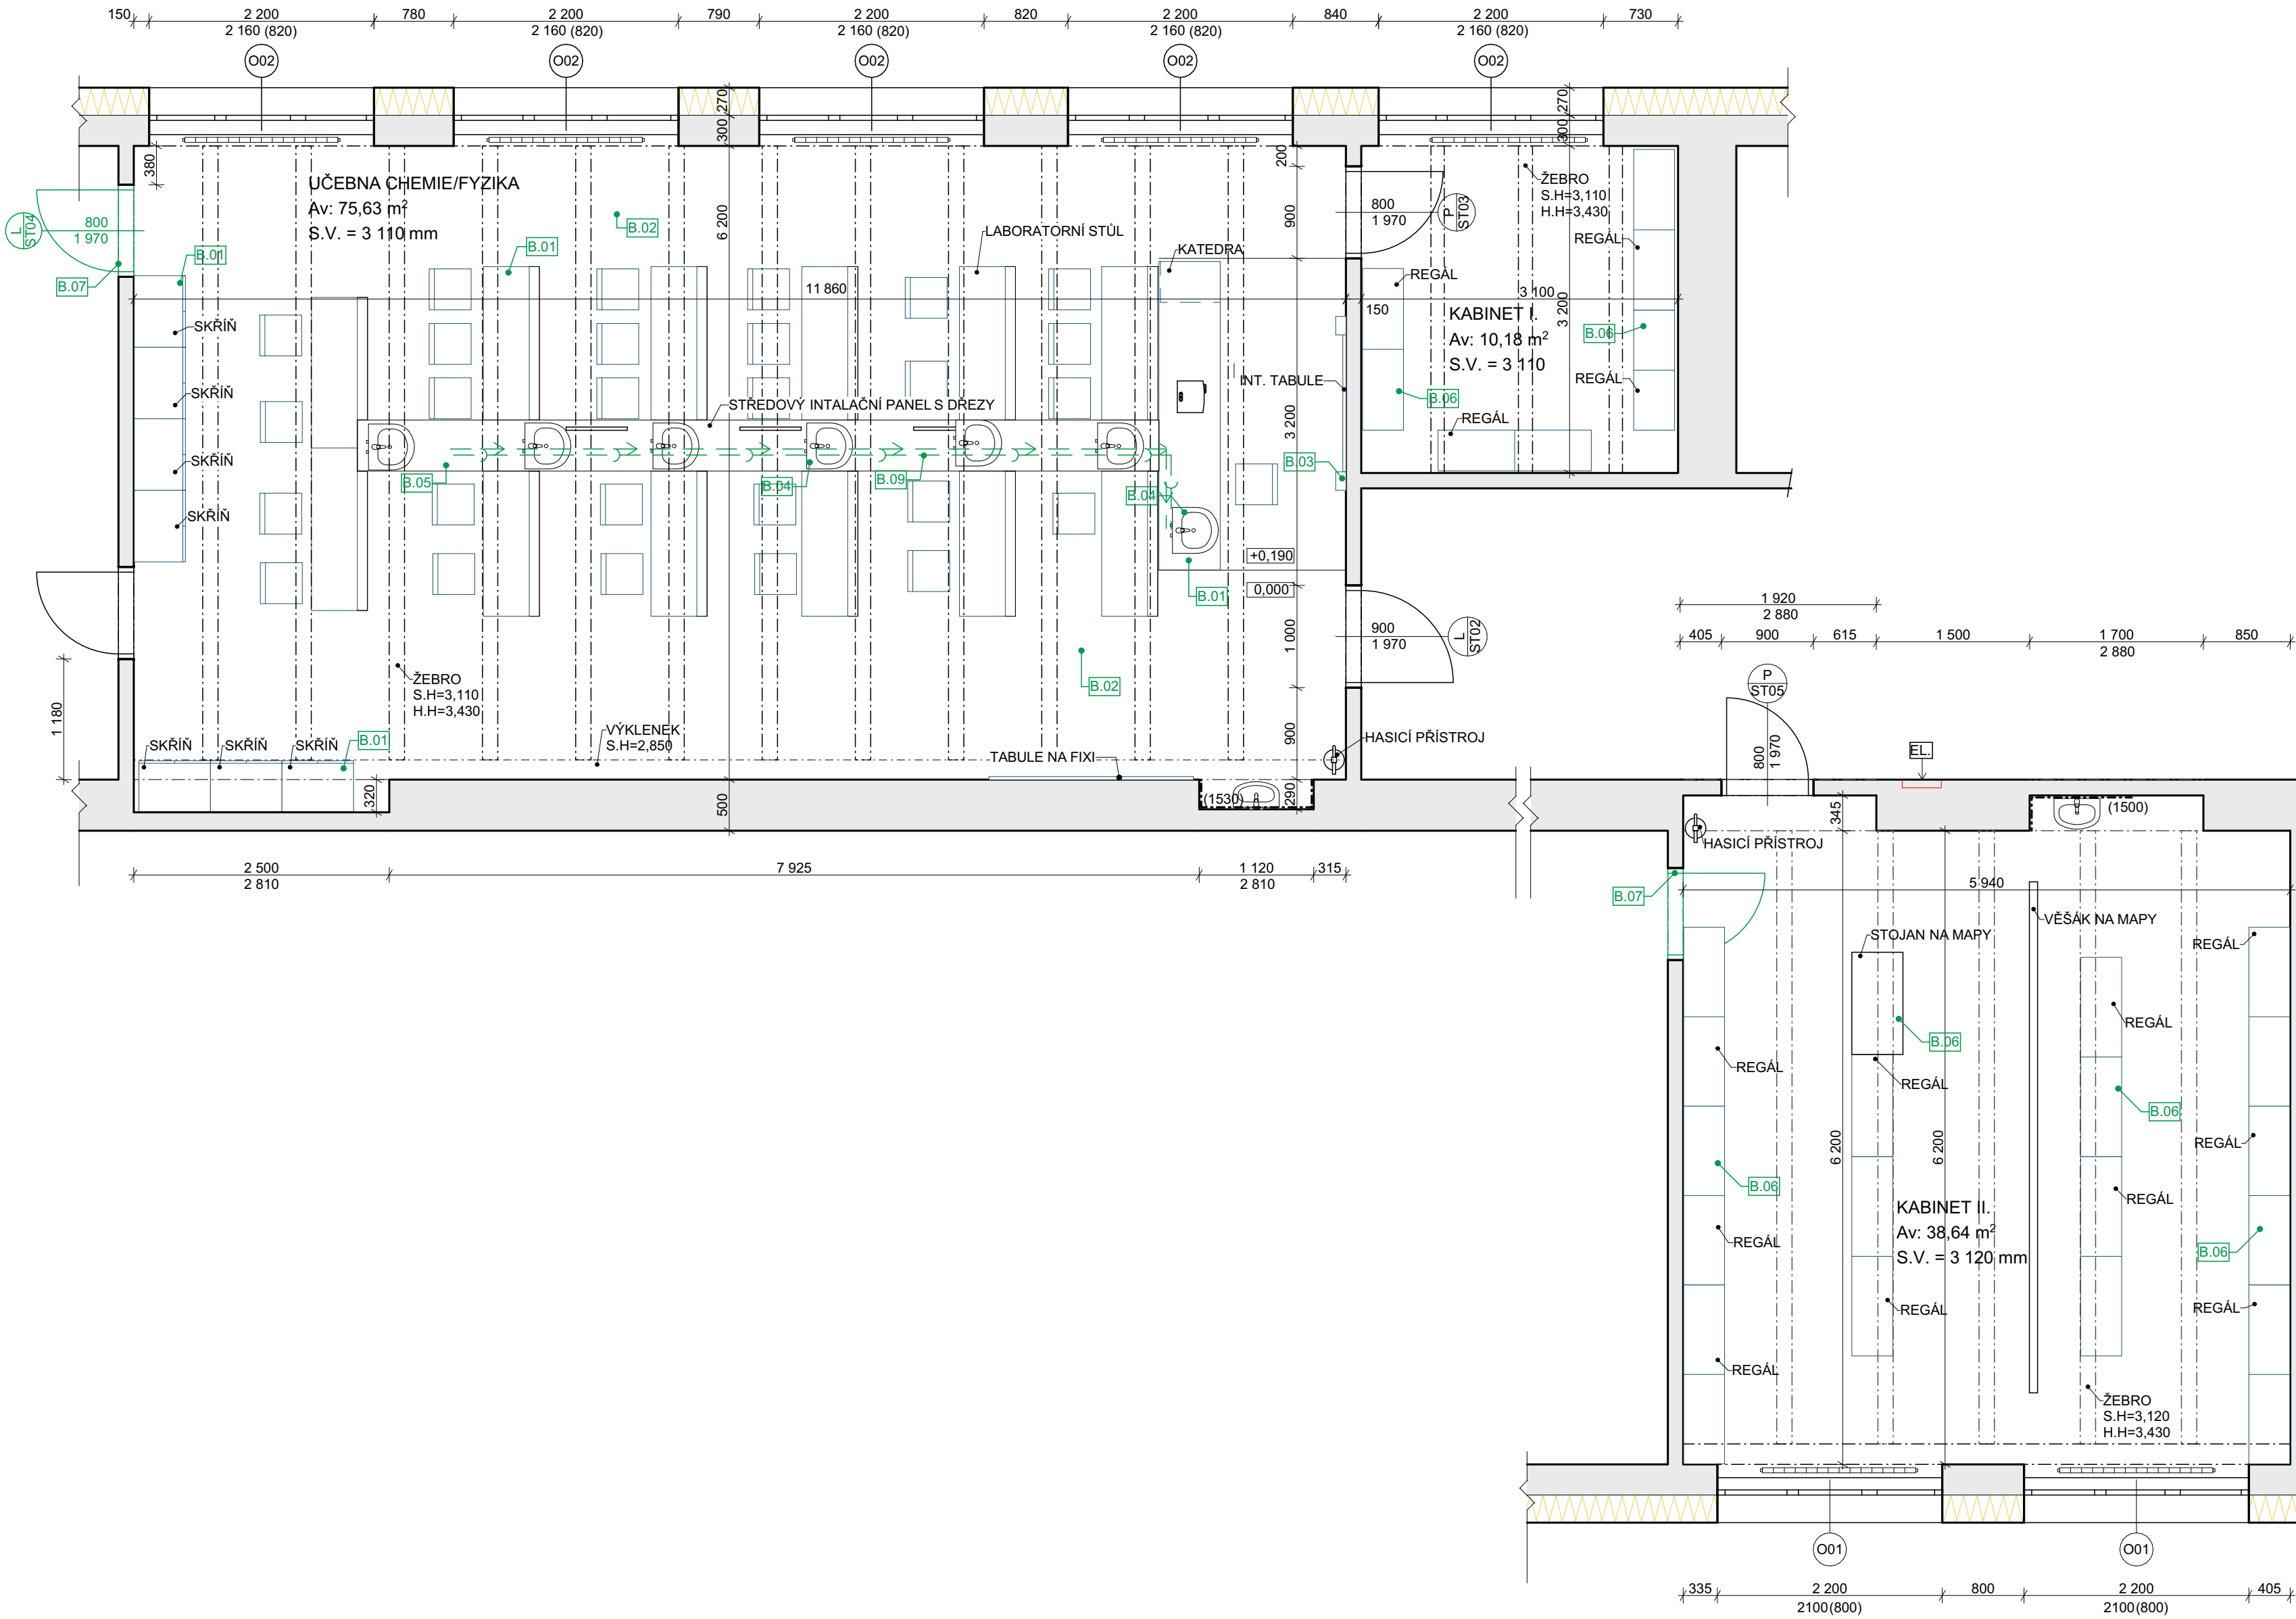 150
2 200
2 160 (820)
780
2 200
2 160 (820)
790
2 200
2 160 (820)
820
2 200
2 160 (820)
840
2 200
2 160 (820)
730
O02
O02
O02
O02
O02
270
300
270
300
380
200
UČEBNA CHEMIE/FYZIKA
Av: 75,63 m²
S.V. = 3 110 mm
L
ST04
800
1 970
B.07
B.01
B.01
B.02
6 200
LABORATORNÍ STŮL
KATEDRA
900
800
1 970
P
ST03
ŽEBRO
S.H=3,110
H.H=3,430
REGÁL
REGÁL
11 860
150
3 100
3 200
KABINET I.
Av: 10,18 m²
S.V. = 3 110
B.06
REGÁL
B.06
REGÁL
INT. TABULE
SKŘÍŇ
SKŘÍŇ
SKŘÍŇ
SKŘÍŇ
STŘEDOVÝ INTALAČNÍ PANEL S DŘEZY
3 200
B.05
B.04
B.09
B.04
B.03
+0,190
0,000
B.01
1 000
900
1 970
L
ST02
B.02
ŽEBRO
S.H=3,110
H.H=3,430
1 180
SKŘÍŇ
SKŘÍŇ
SKŘÍŇ
B.01
VÝKLENEK
S.H=2,850
TABULE NA FIXI
900
HASICÍ PŘÍSTROJ
320
500
(1530)
290
2 500
2 810
7 925
1 120
2 810
315
1 920
2 880
405
900
615
1 500
1 700
2 880
850
P
ST05
800
1 970
EL.
345
(1500)
HASICÍ PŘÍSTROJ
B.07
5 940
VĚŠÁK NA MAPY
STOJAN NA MAPY
REGÁL
REGÁL
B.06
REGÁL
REGÁL
B.06
6 200
6 200
REGÁL
B.06
REGÁL
KABINET II.
Av: 38,64 m²
S.V. = 3 120 mm
REGÁL
B.06
REGÁL
REGÁL
REGÁL
ŽEBRO
S.H=3,120
H.H=3,430
O01
O01
335
2 200
2100(800)
800
2 200
2100(800)
405